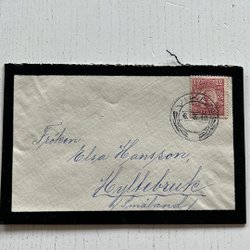 Fröken
Elsa Hansson,
Hyltebruk
Småland